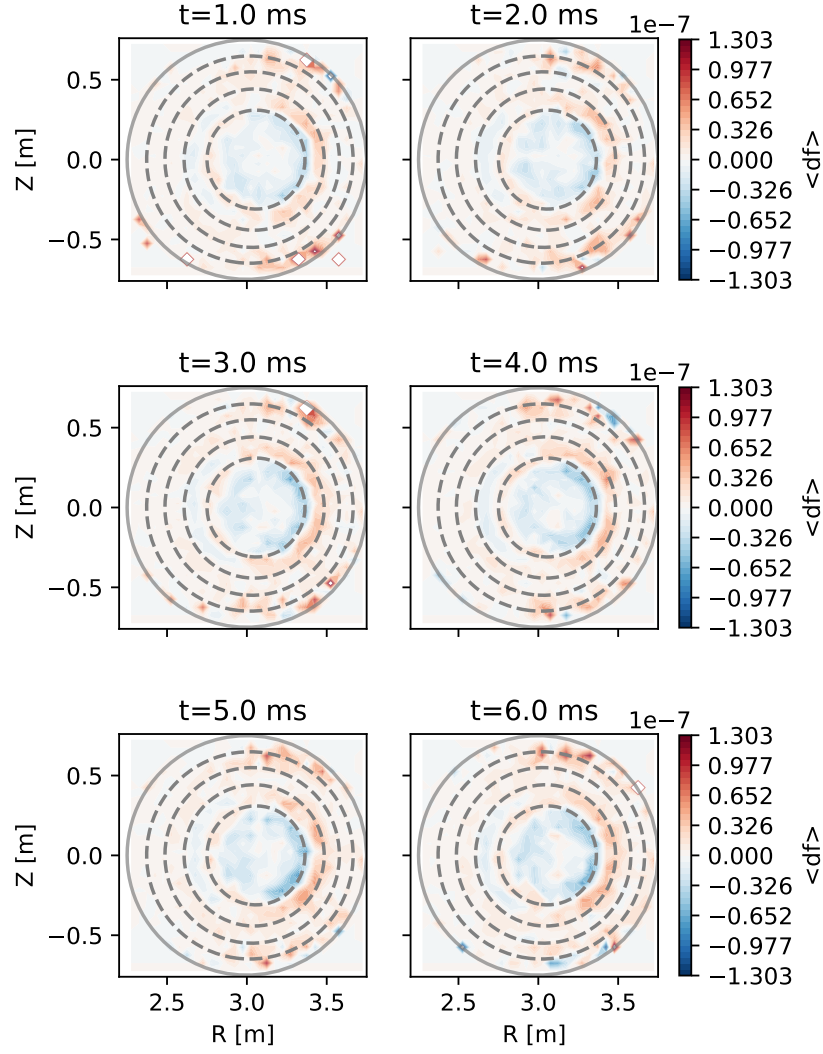 t=1.0 ms
t=2.0 ms
1e−7
Z [m]
0.5
0.0
−0.5
1.303
0.977
0.652
0.326
0.000
−0.326
−0.652
−0.977
−1.303
<df>
t=3.0 ms
t=4.0 ms
1e−7
Z [m]
0.5
0.0
−0.5
1.303
0.977
0.652
0.326
0.000
−0.326
−0.652
−0.977
−1.303
<df>
t=5.0 ms
t=6.0 ms
1e−7
Z [m]
0.5
0.0
−0.5
1.303
0.977
0.652
0.326
0.000
−0.326
−0.652
−0.977
−1.303
<df>
2.5 3.0 3.5
2.5 3.0 3.5
R [m]
R [m]